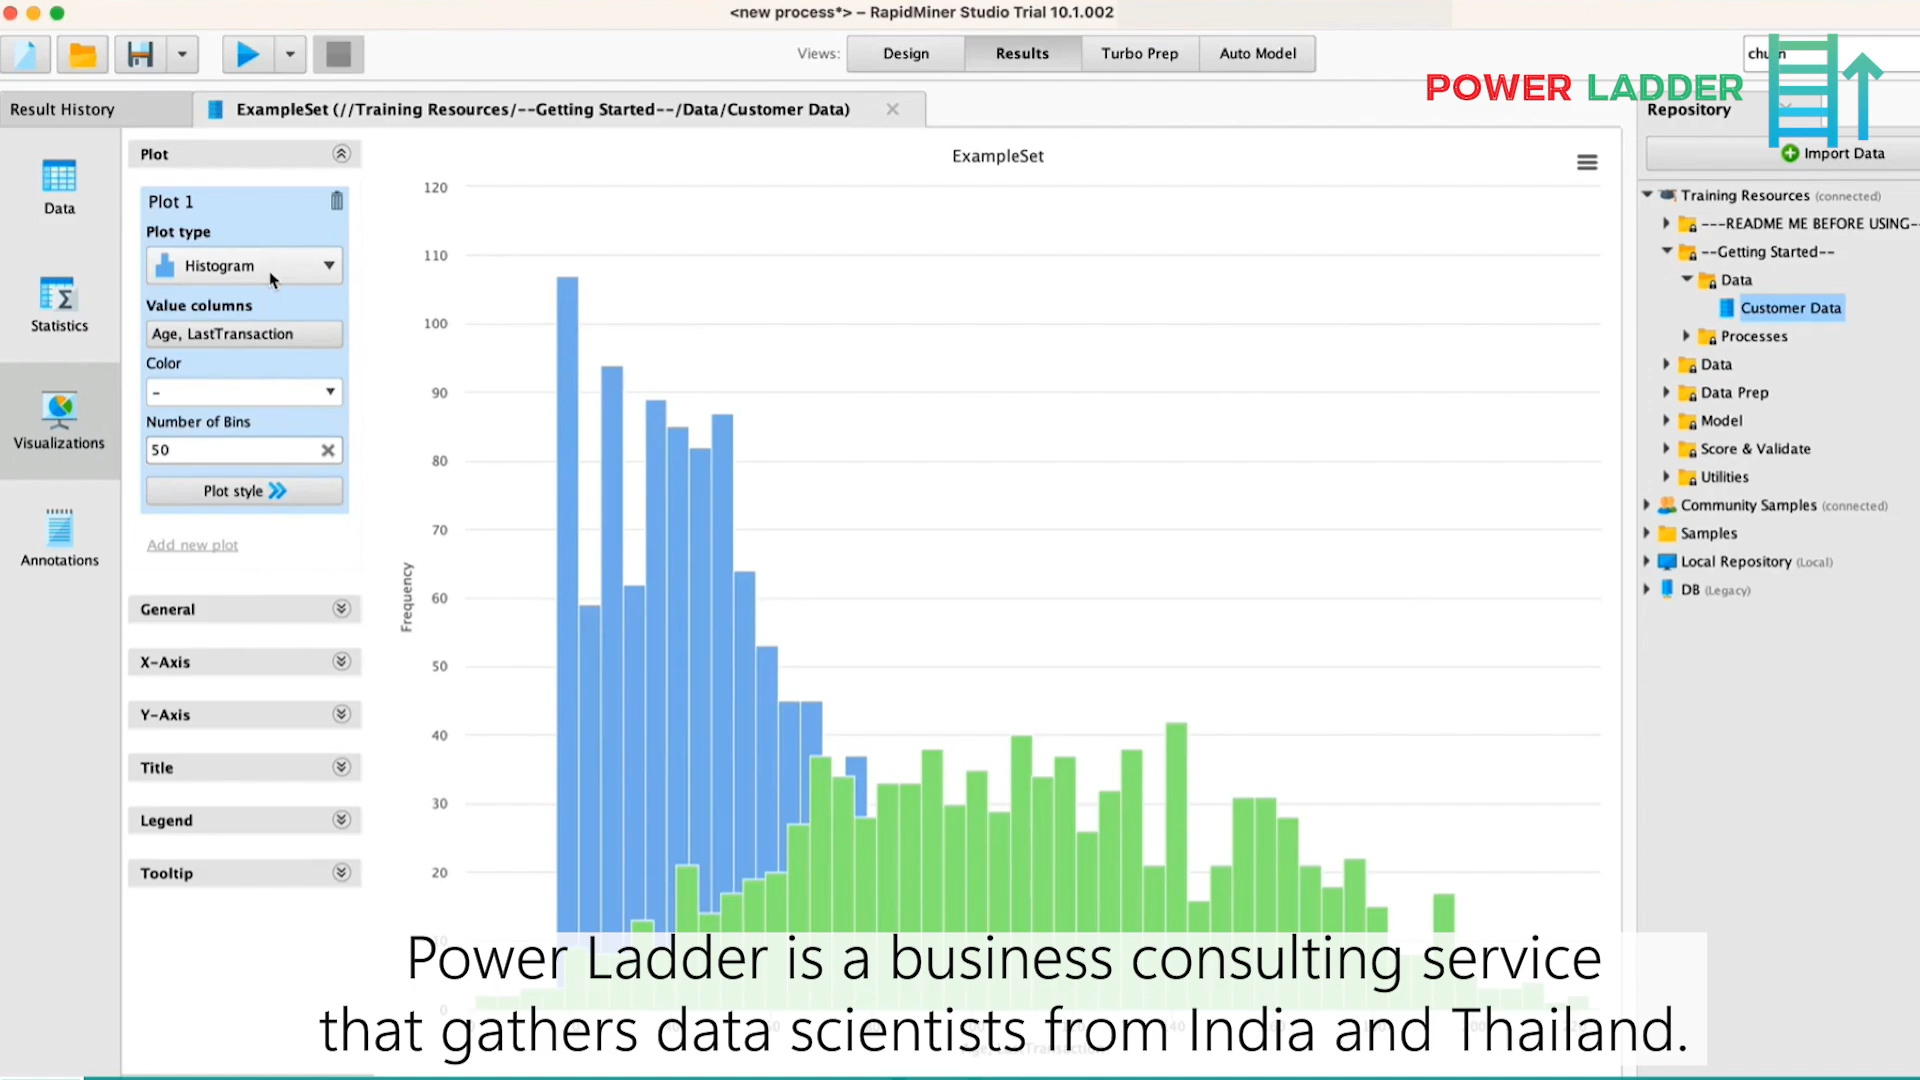 <new process*> – RapidMiner Studio Trial 10.1.002
Views:
Design
Results
Turbo Prep
Auto Model
POWER LADDER
Result History
ExampleSet (//Training Resources/--Getting Started--/Data/Customer Data)
Repository
Import Data
Data
Statistics
Visualizations
Annotations
Plot
Plot 1
Plot type
Histogram
Value columns
Age, LastTransaction
Color
–
Number of Bins
50
Plot style
Add new plot
General
X-Axis
Y-Axis
Title
Legend
Tooltip
ExampleSet
120
110
100
90
80
70
60
50
40
30
20
Frequency
Training Resources (connected)
---README ME BEFORE USING--
--Getting Started--
Data
Customer Data
Processes
Data
Data Prep
Model
Score & Validate
Utilities
Community Samples (connected)
Samples
Local Repository (Local)
DB (Legacy)
Power Ladder is a business consulting service
that gathers data scientists from India and Thailand.